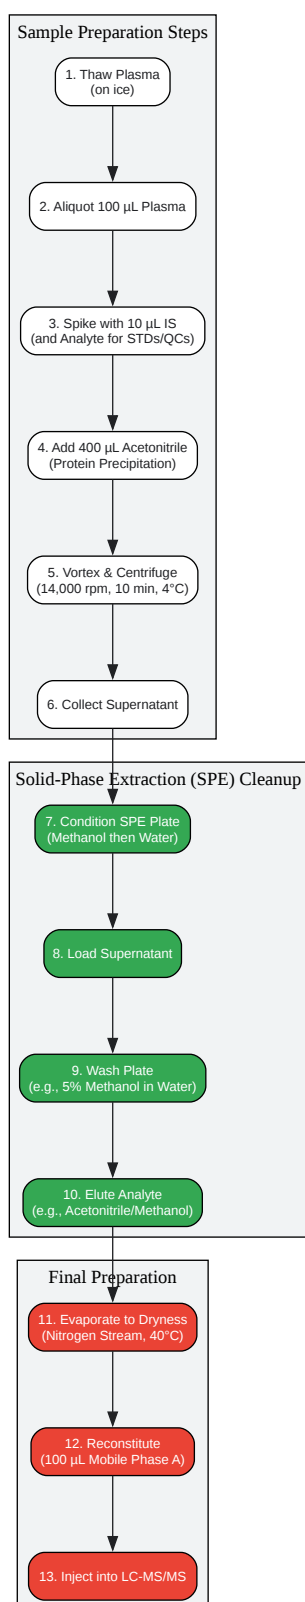 Sample Preparation Steps
1. Thaw Plasma
(on ice)
2. Aliquot 100 µL Plasma
3. Spike with 10 µL IS
(and Analyte for STDs/QCs)
4. Add 400 µL Acetonitrile
(Protein Precipitation)
5. Vortex & Centrifuge
(14,000 rpm, 10 min, 4°C)
6. Collect Supernatant
Solid-Phase Extraction (SPE) Cleanup
7. Condition SPE Plate
(Methanol then Water)
8. Load Supernatant
9. Wash Plate
(e.g., 5% Methanol in Water)
10. Elute Analyte
(e.g., Acetonitrile/Methanol)
Final Preparation
11. Evaporate to Dryness
(Nitrogen Stream, 40°C)
12. Reconstitute
(100 µL Mobile Phase A)
13. Inject into LC-MS/MS